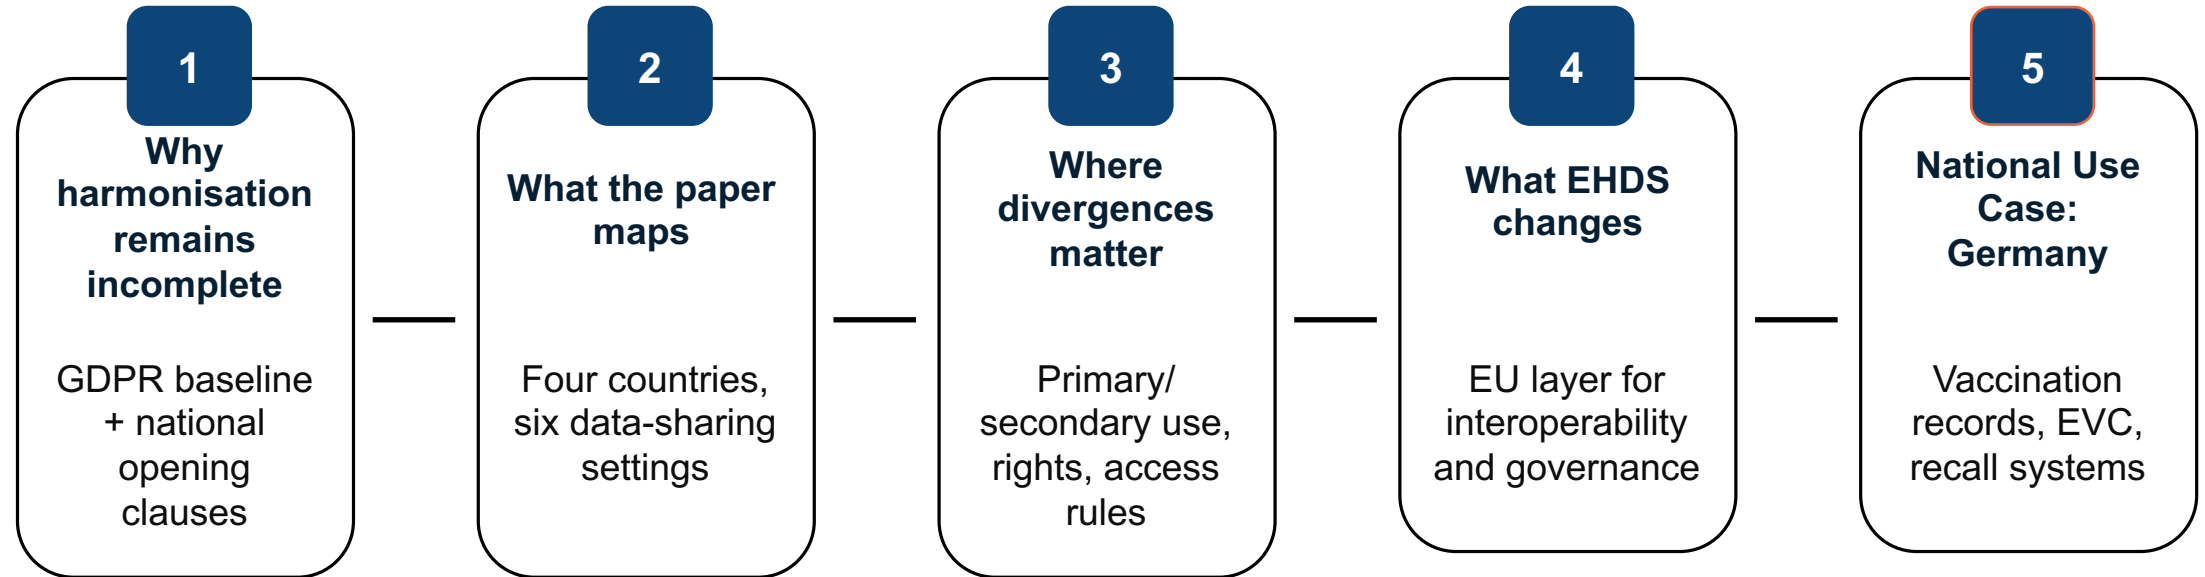 1
Why
harmonisation
remains
incomplete
GDPR baseline
+ national
opening
clauses
2
What the paper
maps
Four countries,
six data-sharing
settings
3
Where
divergences
matter
Primary/
secondary use,
rights, access
rules
4
What EHDS
changes
EU layer for
interoperability
and governance
5
National Use
Case:
Germany
Vaccination
records, EVC,
recall systems